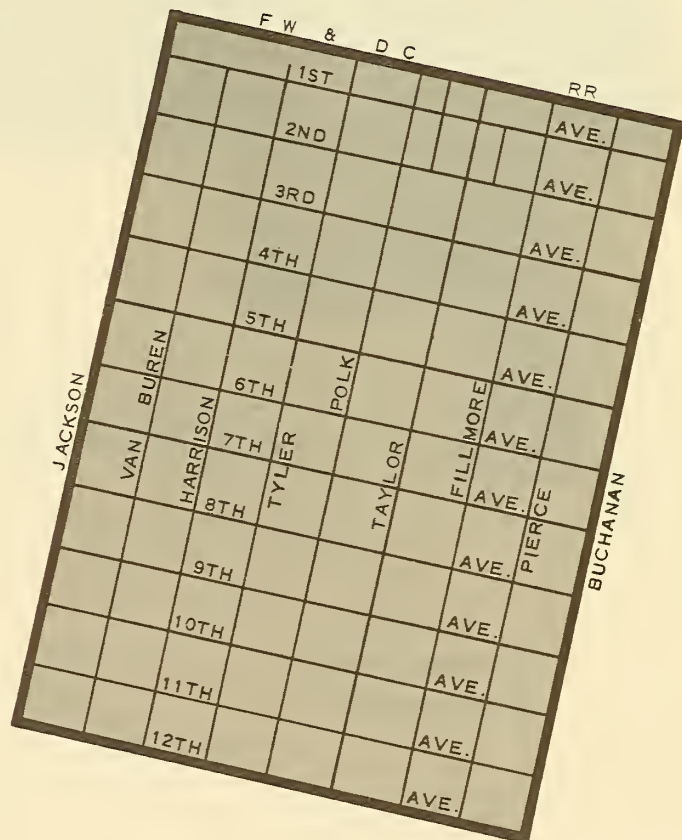 F W & D C RR
1ST AVE.
2ND AVE.
3RD AVE.
4TH AVE.
5TH AVE.
6TH AVE.
7TH AVE.
8TH AVE.
9TH AVE.
10TH AVE.
11TH AVE.
12TH AVE.
JACKSON
VAN BUREN
HARRISON
TYLER
POLK
TAYLOR
FILLMORE
PIERCE
BUCHANAN